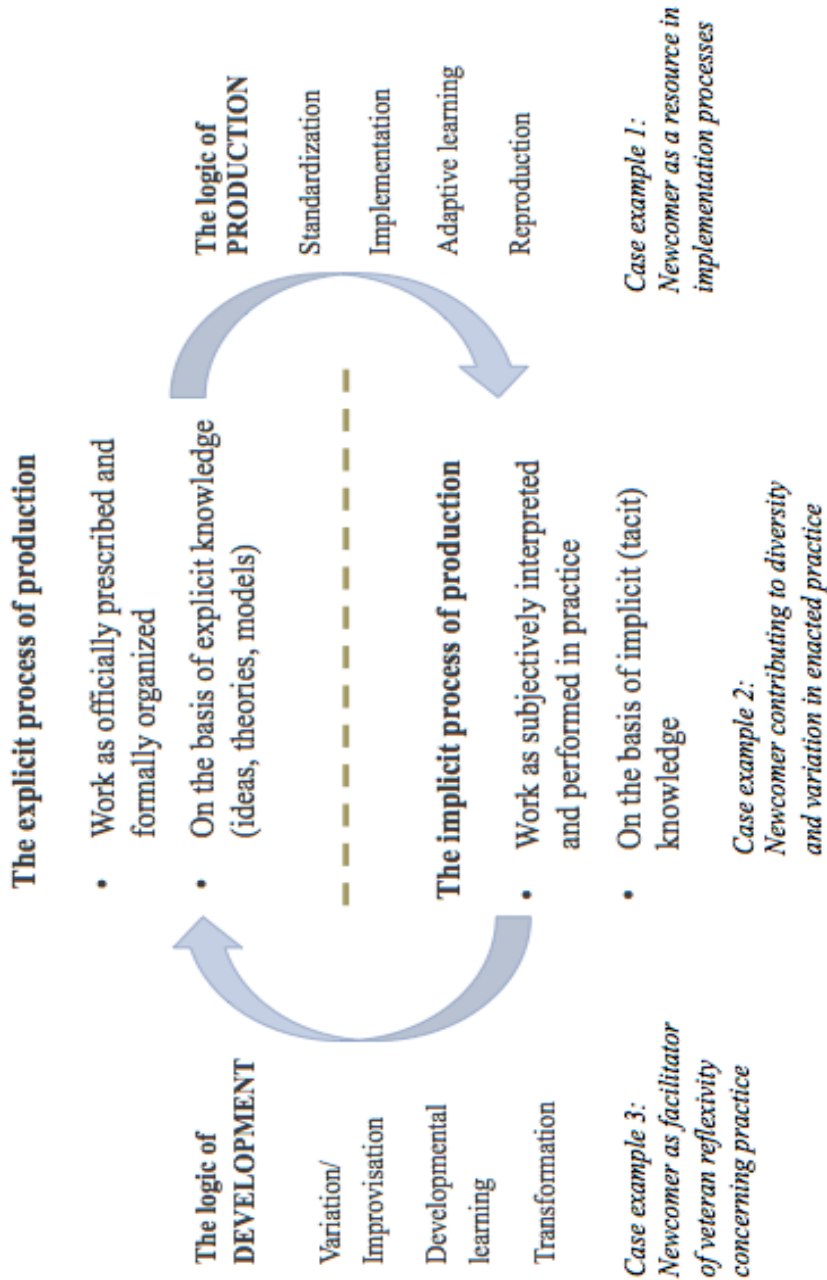 The explicit process of production
• Work as officially prescribed and
formally organized
• On the basis of explicit knowledge
(ideas, theories, models)
The logic of
DEVELOPMENT
Variation/
Improvisation
Developmental
learning
Transformation
The logic of
PRODUCTION
Standardization
Implementation
Adaptive learning
Reproduction
The implicit process of production
• Work as subjectively interpreted
and performed in practice
• On the basis of implicit (tacit)
knowledge
Case example 3:
Newcomer as facilitator
of veteran reflexivity
concerning practice
Case example 2:
Newcomer contributing to diversity
and variation in enacted practice
Case example 1:
Newcomer as a resource in
implementation processes